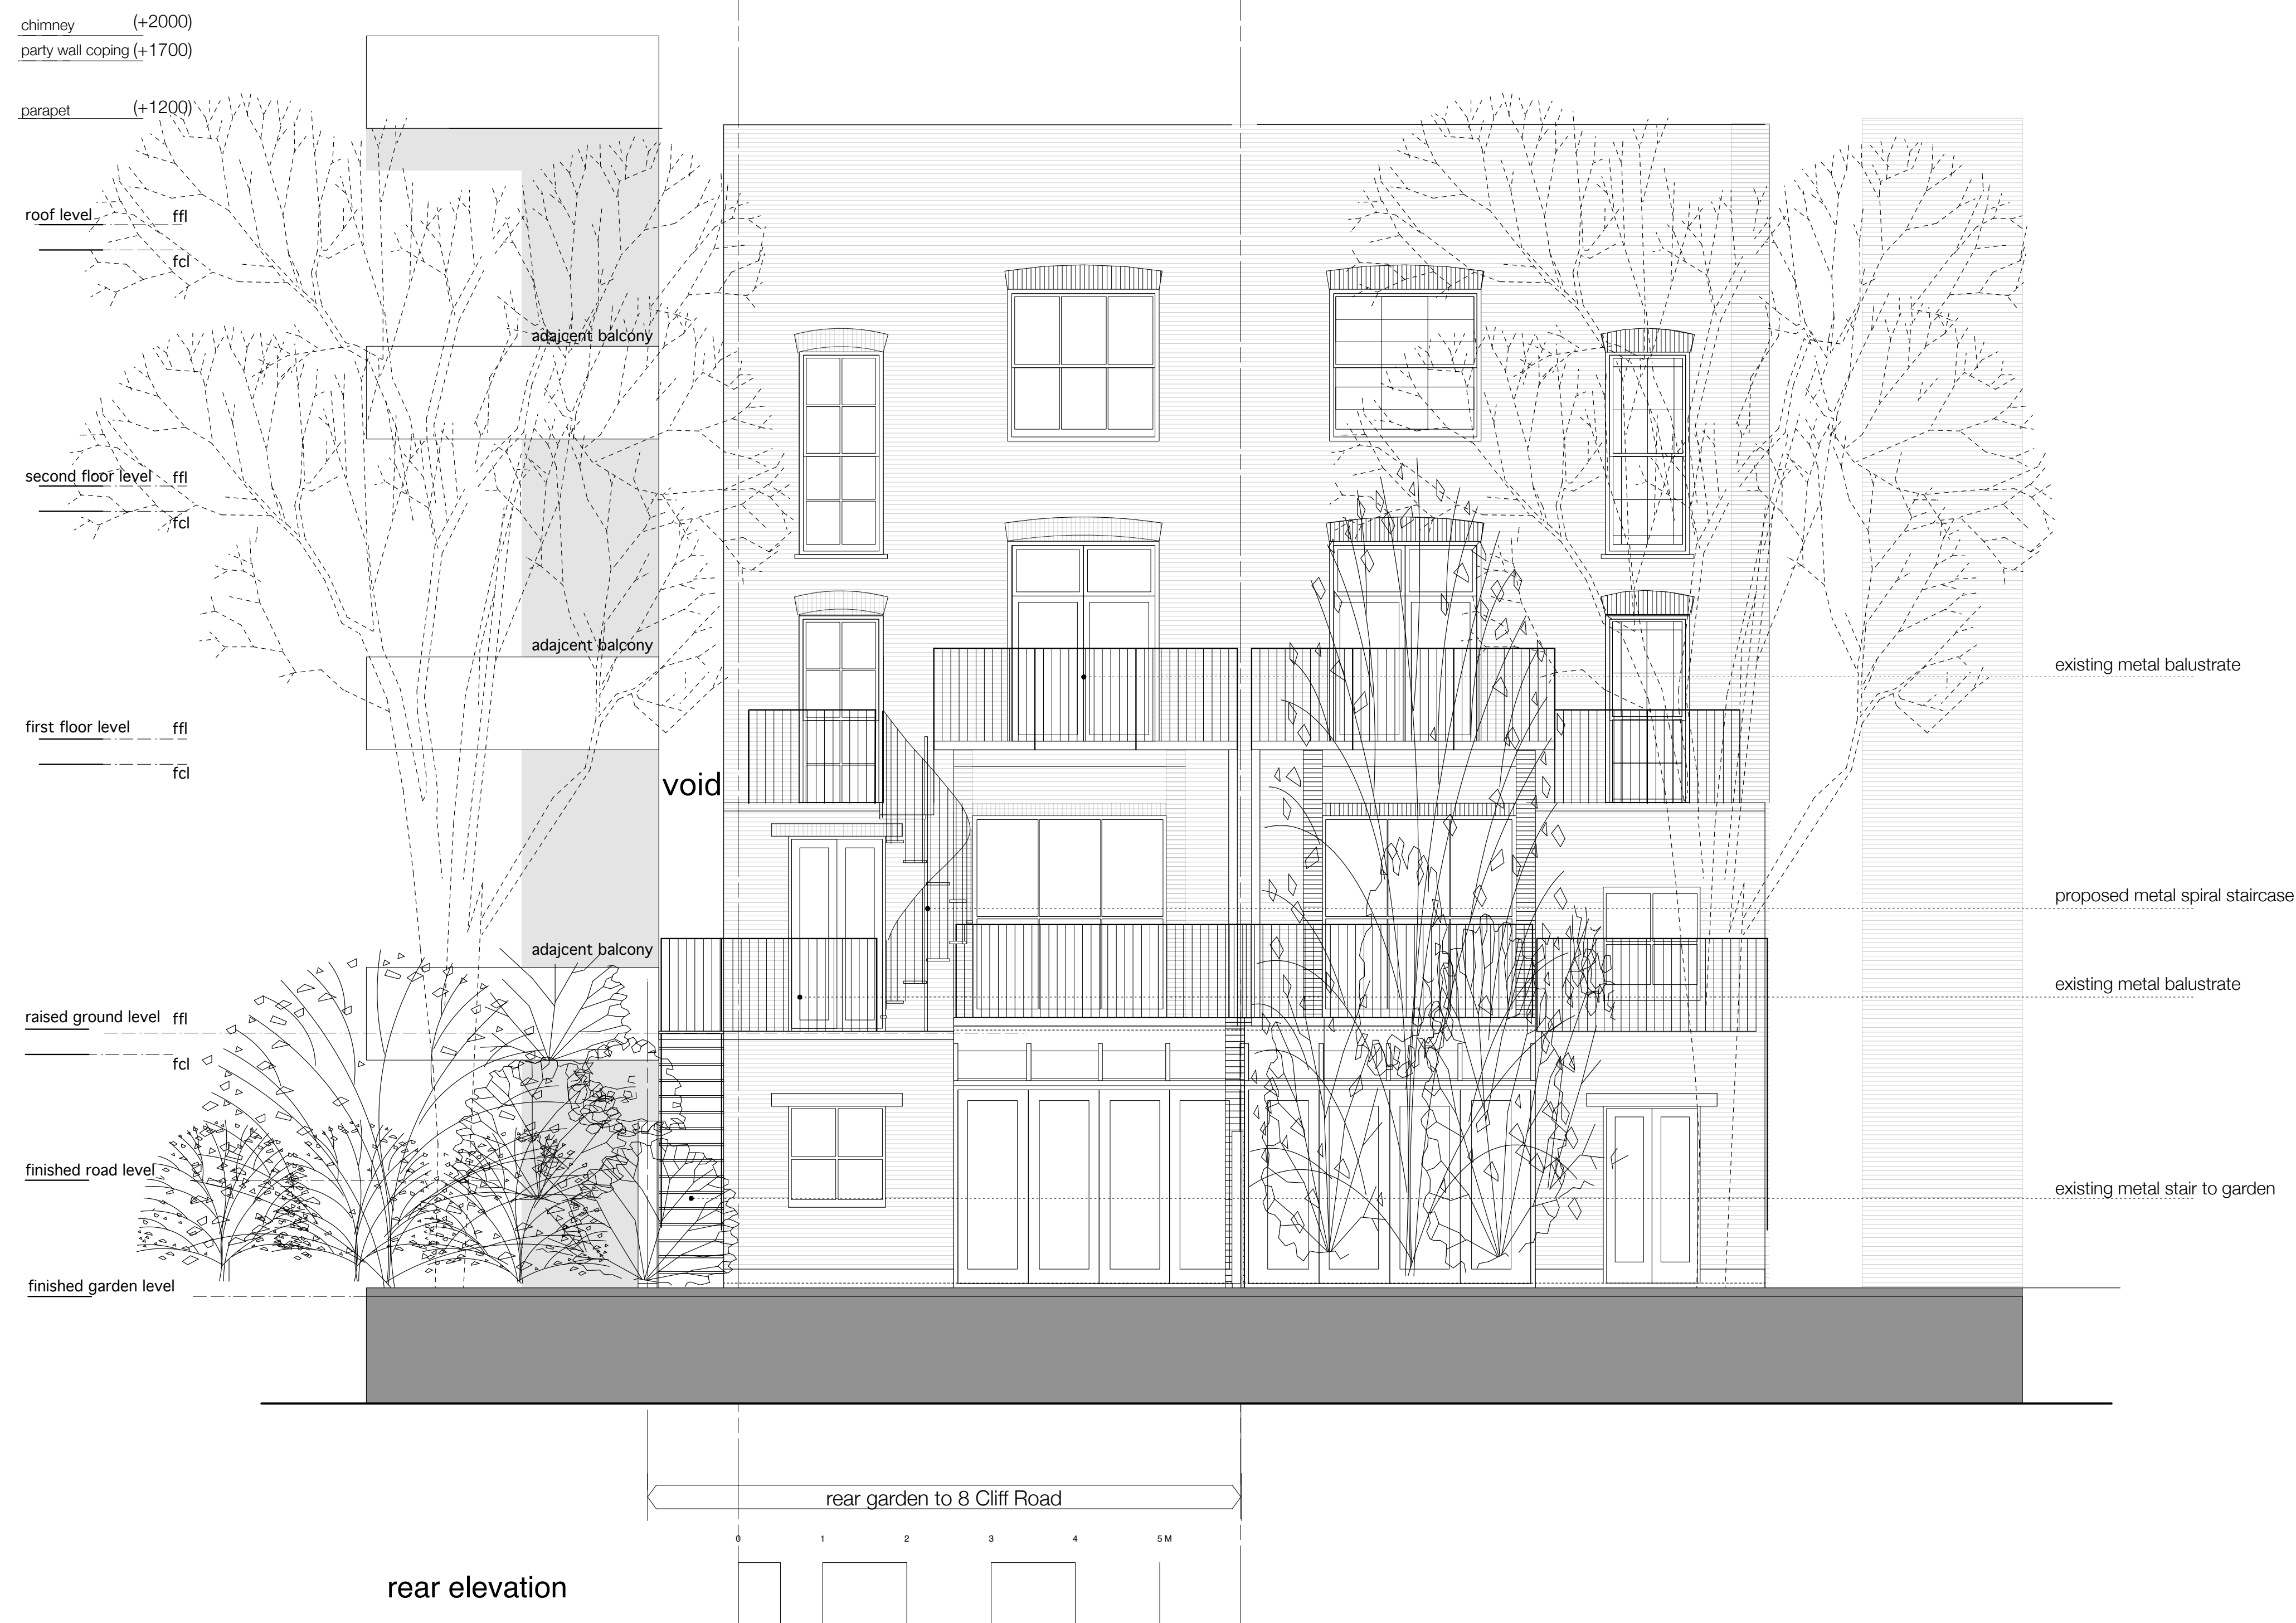 chimney (+2000)
party wall coping (+1700)
parapet (+1200)
roof level ffl
fcl
adajcent balcony
second floor level ffl
fcl
adajcent balcony
existing metal balustrate
first floor level ffl
fcl
void
proposed metal spiral staircase
adajcent balcony
existing metal balustrate
raised ground level ffl
fcl
finished road level
existing metal stair to garden
finished garden level
rear garden to 8 Cliff Road
0 1 2 3 4 5 M
rear elevation